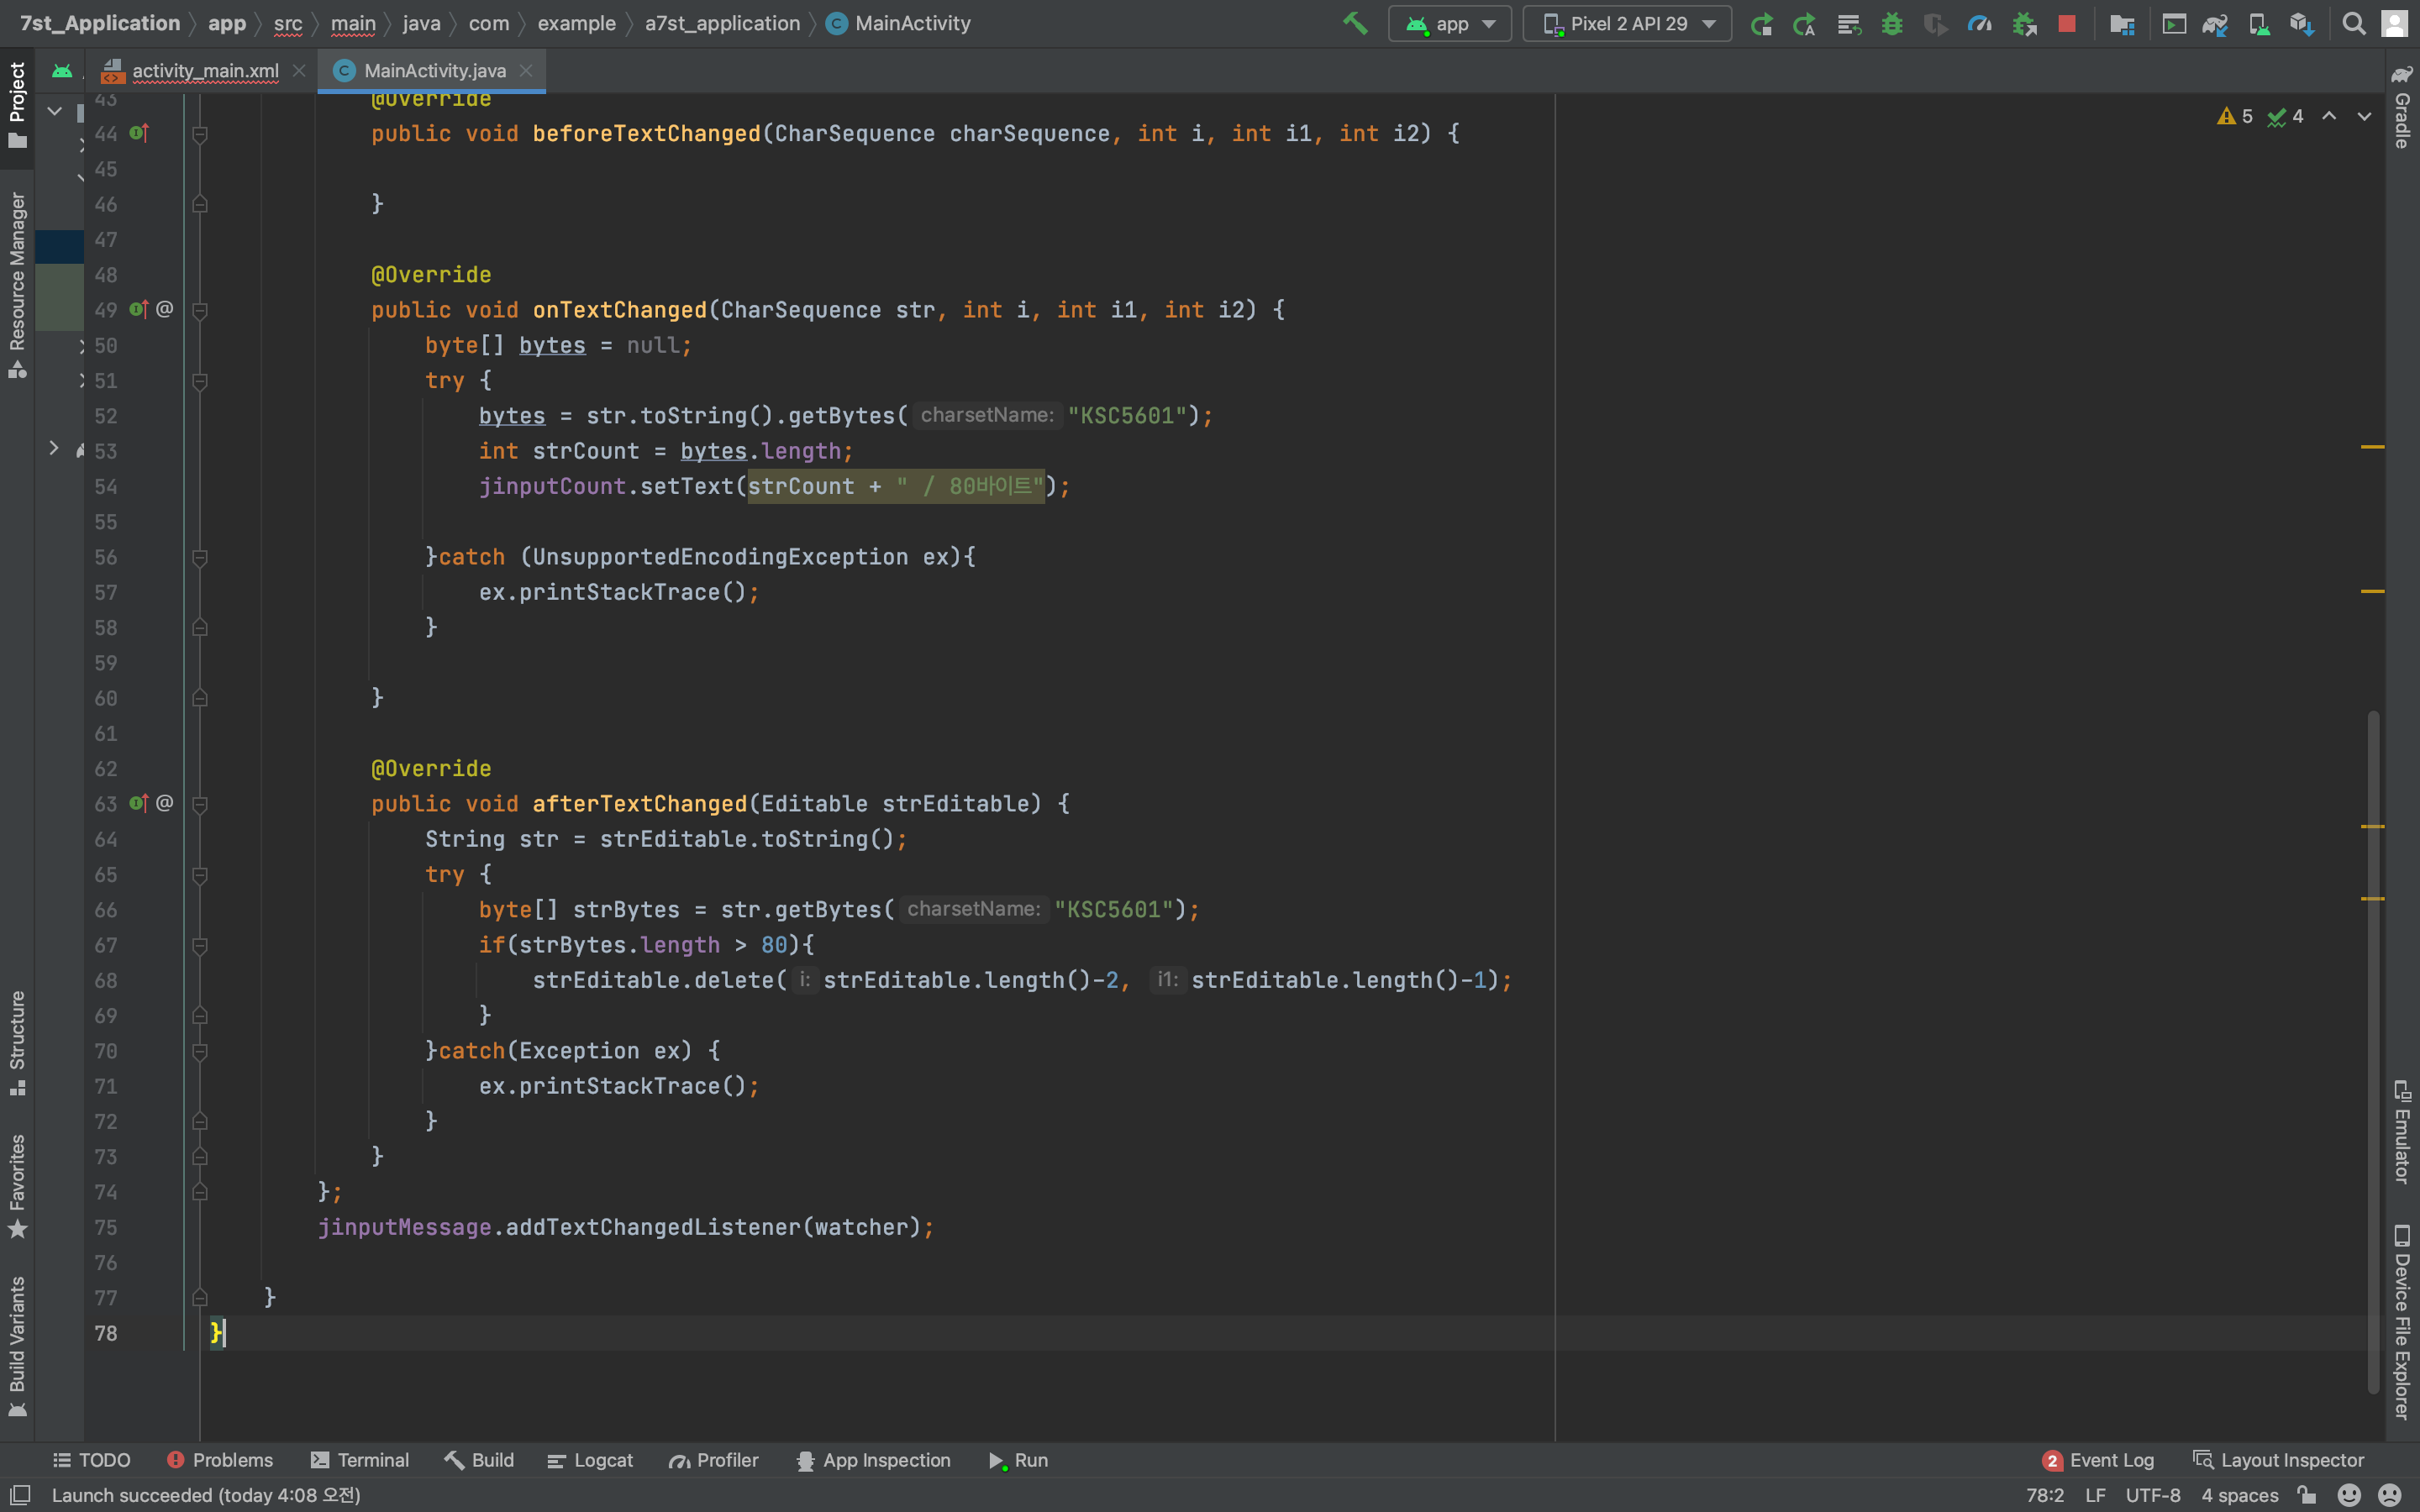 7st_Application app src main java com example a7st_application MainActivity app Pixel 2 API 29
activity_main.xml MainActivity.java
Project
Resource Manager
Structure
Favorites
Build Variants
5 4
43 @Override
44 public void beforeTextChanged(CharSequence charSequence, int i, int i1, int i2) {
45
46 }
47
48 @Override
49 @ public void onTextChanged(CharSequence str, int i, int i1, int i2) {
50 byte[] bytes = null;
51 try {
52 bytes = str.toString().getBytes( charsetName: "KSC5601");
53 int strCount = bytes.length;
54 jinputCount.setText(strCount + " / 80바이트");
55
56 }catch (UnsupportedEncodingException ex){
57 ex.printStackTrace();
58 }
59
60 }
61
62 @Override
63 @ public void afterTextChanged(Editable strEditable) {
64 String str = strEditable.toString();
65 try {
66 byte[] strBytes = str.getBytes( charsetName: "KSC5601");
67 if(strBytes.length > 80){
68 strEditable.delete( i: strEditable.length()-2, i1: strEditable.length()-1);
69 }
70 }catch(Exception ex) {
71 ex.printStackTrace();
72 }
73 }
74 };
75 jinputMessage.addTextChangedListener(watcher);
76
77 }
78 }
Gradle
Emulator
Device File Explorer
TODO Problems Terminal Build Logcat Profiler App Inspection Run 2 Event Log Layout Inspector
Launch succeeded (today 4:08 오전) 78:2 LF UTF-8 4 spaces